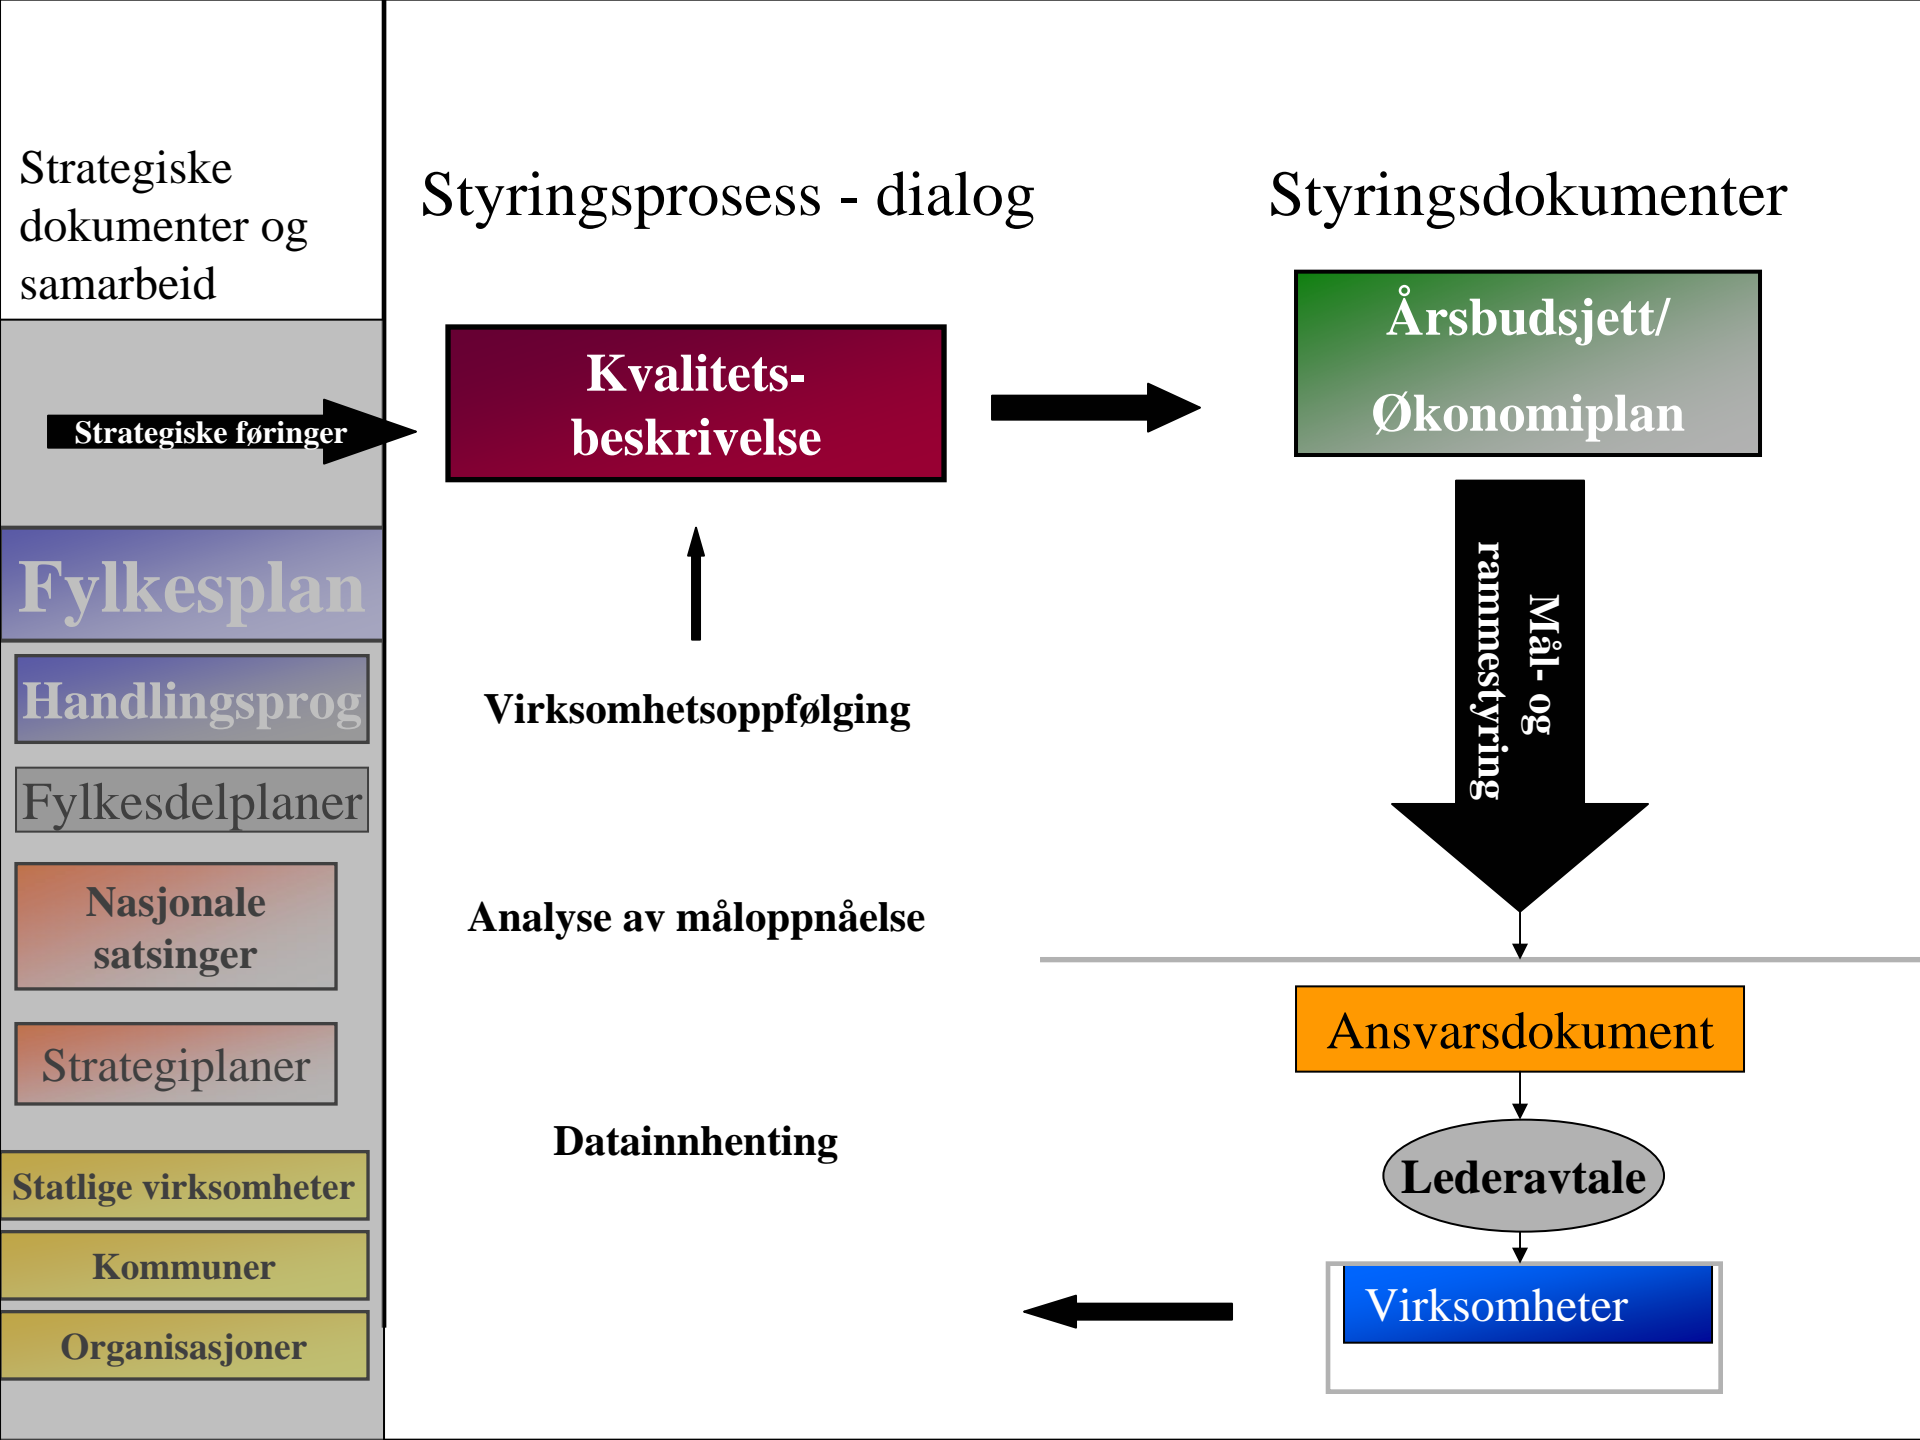 Strategiske
dokumenter og
samarbeid
Strategiske føringer
Fylkesplan
Handlingsprog
Fylkesdelplaner
Nasjonale
satsinger
Strategiplaner
Statlige virksomheter
Kommuner
Organisasjoner
Styringsprosess - dialog
Kvalitets-
beskrivelse
Virksomhetsoppfølging
Analyse av måloppnåelse
Datainnhenting
Styringsdokumenter
Årsbudsjett/
Økonomiplan
Mål- og
rammestyring
Ansvarsdokument
Lederavtale
Virksomheter